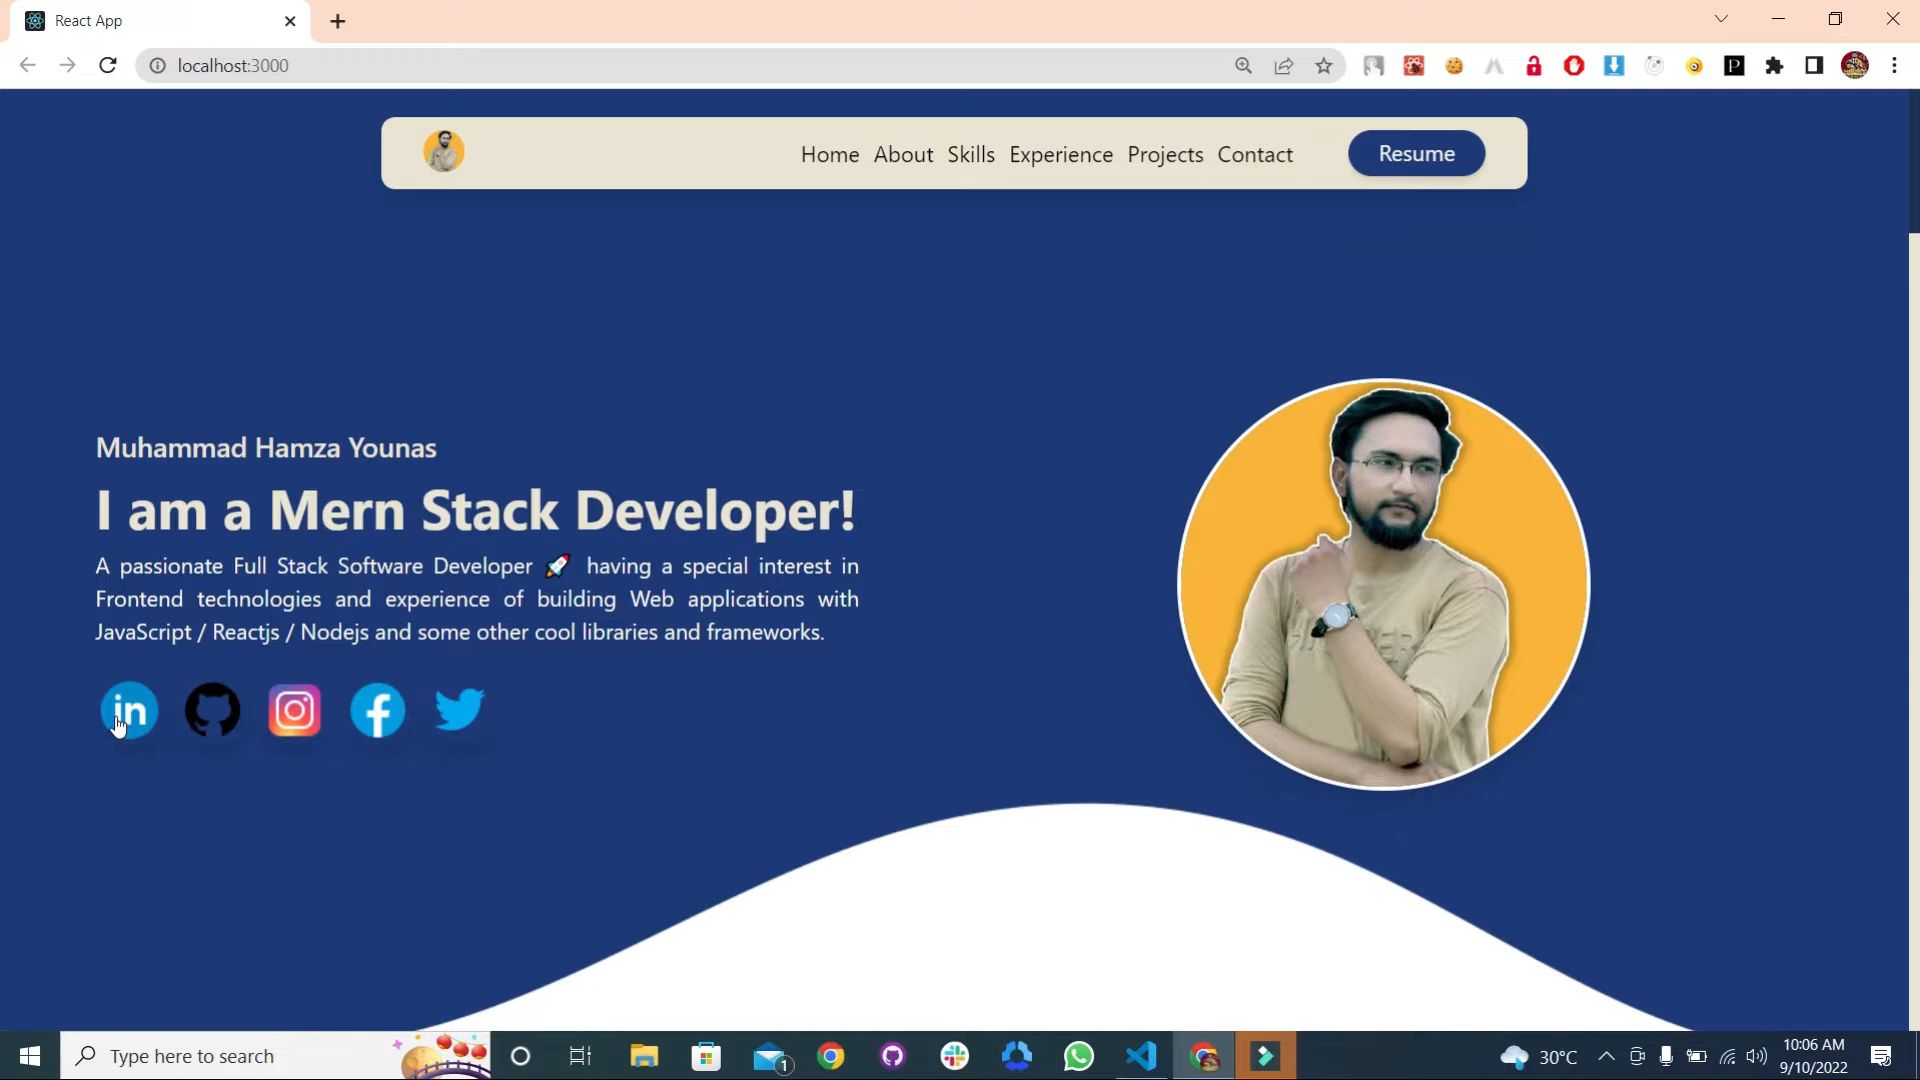 React App
localhost:3000
Home About Skills Experience Projects Contact Resume
Muhammad Hamza Younas
I am a Mern Stack Developer!
A passionate Full Stack Software Developer 🚀 having a special interest in
Frontend technologies and experience of building Web applications with
JavaScript / Reactjs / Nodejs and some other cool libraries and frameworks.
in
Type here to search
1
30°C
10:06 AM
9/10/2022